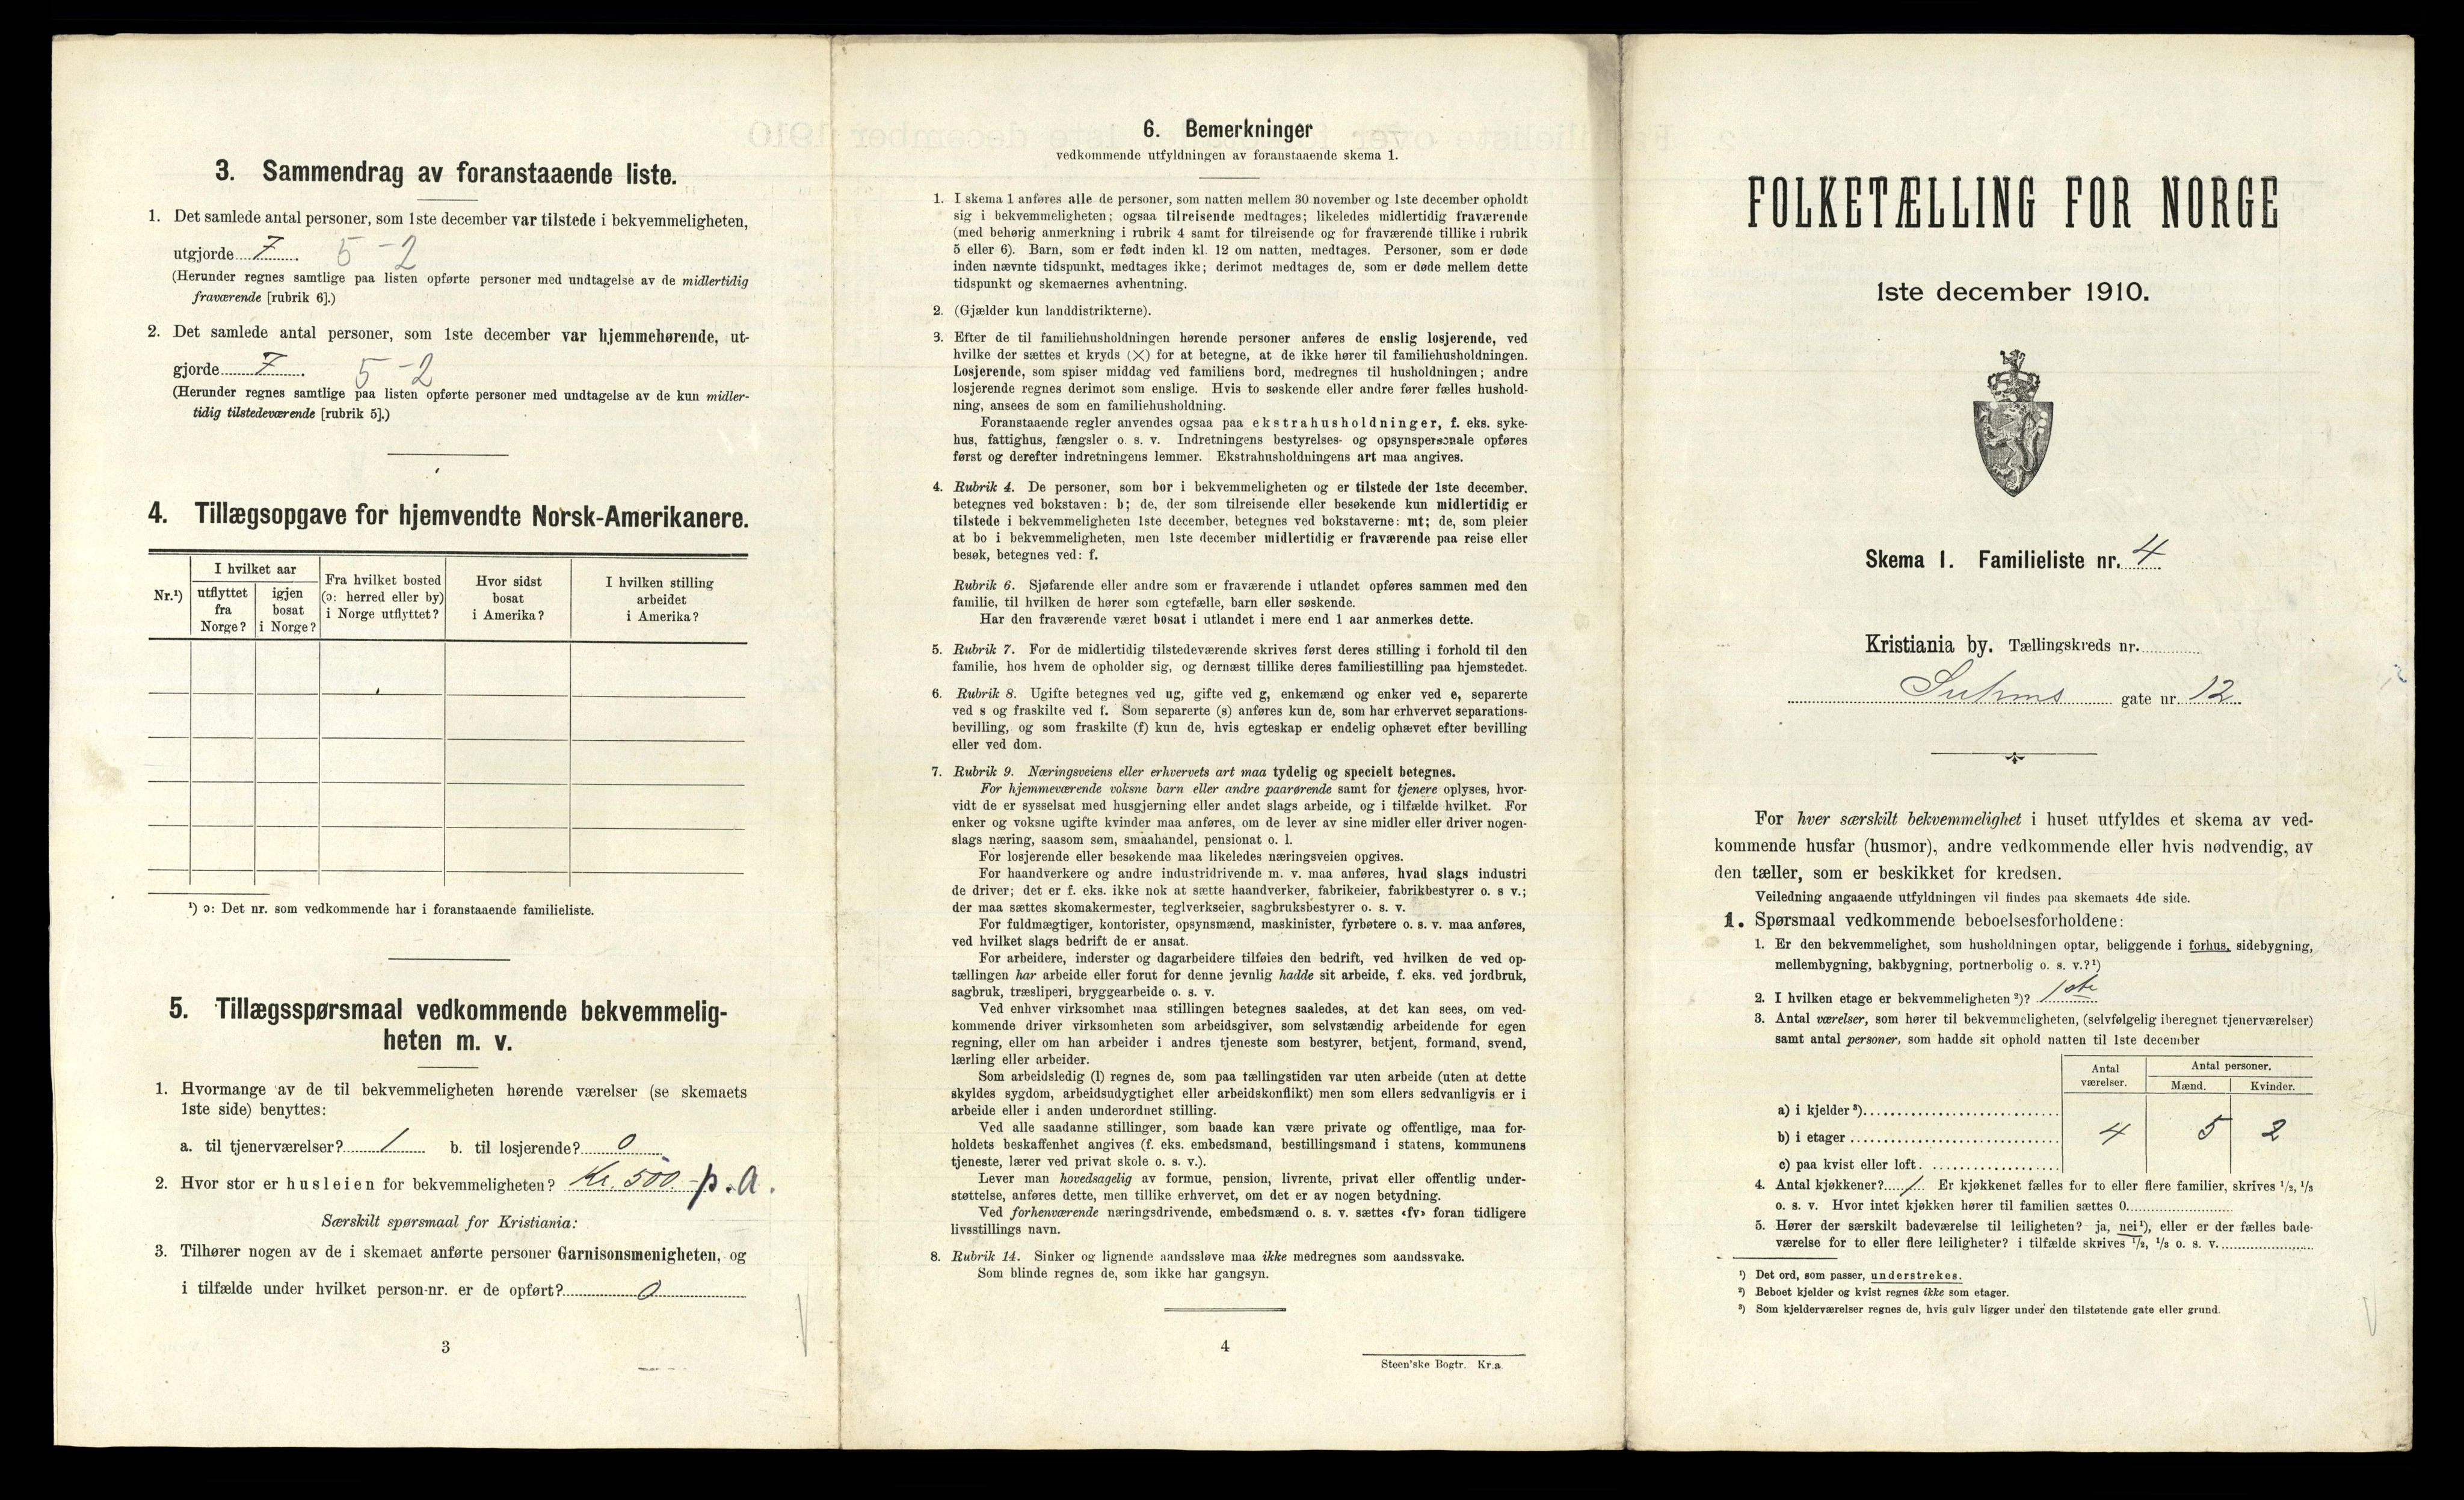 3. Sammendrag av foranstaaende liste.
1. Det samlede antal personer, som 1ste december var tilstede i bekvemmeligheten,
utgjorde 7. 5 - 2
(Herunder regnes samtlige paa listen opførte personer med undtagelse av de midlertidig
fraværende [rubrik 6].)
2. Det samlede antal personer, som 1ste december var hjemmehørende, ut-
gjorde 7. 5 - 2
(Herunder regnes samtlige paa listen opførte personer med undtagelse av de kun midler-
tidig tilstedeværende [rubrik 5].)
4. Tillægsopgave for hjemvendte Norsk-Amerikanere.
Nr.¹)
I hvilket aar
utflyttet
fra
Norge?
igjen
bosat
i Norge?
Fra hvilket bosted
(ɔ: herred eller by)
i Norge utflyttet?
Hvor sidst
bosat
i Amerika?
I hvilken stilling
arbeidet
i Amerika?
¹) ɔ: Det nr. som vedkommende har i foranstaaende familieliste.
5. Tillægsspørsmaal vedkommende bekvemmelig-
heten m. v.
1. Hvormange av de til bekvemmeligheten hørende værelser (se skemaets
1ste side) benyttes:
a. til tjenerværelser? 1 b. til losjerende? 0
2. Hvor stor er husleien for bekvemmeligheten? Kr. 500.- p.a.
Særskilt spørsmaal for Kristiania:
3. Tilhører nogen av de i skemaet anførte personer Garnisonsmenigheten, og
i tilfælde under hvilket person-nr. er de opført? 0
3
6. Bemerkninger
vedkommende utfyldningen av foranstaaende skema 1.
1. I skema 1 anføres alle de personer, som natten mellem 30 november og 1ste december opholdt
sig i bekvemmeligheten; ogsaa tilreisende medtages; likeledes midlertidig fraværende
(med behørig anmerkning i rubrik 4 samt for tilreisende og for fraværende tillike i rubrik
5 eller 6). Barn, som er født inden kl. 12 om natten, medtages. Personer, som er døde
inden nævnte tidspunkt, medtages ikke; derimot medtages de, som er døde mellem dette
tidspunkt og skemaernes avhentning.
2. (Gjælder kun landdistrikterne).
3. Efter de til familiehusholdningen hørende personer anføres de enslig losjerende, ved
hvilke der sættes et kryds (×) for at betegne, at de ikke hører til familiehusholdningen.
Losjerende, som spiser middag ved familiens bord, medregnes til husholdningen; andre
losjerende regnes derimot som enslige. Hvis to søskende eller andre fører fælles hushold-
ning, ansees de som en familiehusholdning.
Foranstaaende regler anvendes ogsaa paa ekstrahusholdninger, f. eks. syke-
hus, fattighus, fængsler o. s. v. Indretningens bestyrelses- og opsynspersonale opføres
først og derefter indretningens lemmer. Ekstrahusholdningens art maa angives.
4. Rubrik 4. De personer, som bor i bekvemmeligheten og er tilstede der 1ste december,
betegnes ved bokstaven: b; de, der som tilreisende eller besøkende kun midlertidig er
tilstede i bekvemmeligheten 1ste december, betegnes ved bokstaverne: mt; de, som pleier
at bo i bekvemmeligheten, men 1ste december midlertidig er fraværende paa reise eller
besøk, betegnes ved: f.
Rubrik 6. Sjøfarende eller andre som er fraværende i utlandet opføres sammen med den
familie, til hvilken de hører som egtefælle, barn eller søskende.
Har den fraværende været bosat i utlandet i mere end 1 aar anmerkes dette.
5. Rubrik 7. For de midlertidig tilstedeværende skrives først deres stilling i forhold til den
familie, hos hvem de opholder sig, og dernæst tillike deres familiestilling paa hjemstedet.
6. Rubrik 8. Ugifte betegnes ved ug, gifte ved g, enkemænd og enker ved e, separerte
ved s og fraskilte ved f. Som separerte (s) anføres kun de, som har erhvervet separations-
bevilling, og som fraskilte (f) kun de, hvis egteskap er endelig ophævet efter bevilling
eller ved dom.
7. Rubrik 9. Næringsveiens eller erhvervets art maa tydelig og specielt betegnes.
For hjemmeværende voksne barn eller andre paarørende samt for tjenere oplyses, hvor-
vidt de er sysselsat med husgjerning eller andet slags arbeide, og i tilfælde hvilket. For
enker og voksne ugifte kvinder maa anføres, om de lever av sine midler eller driver nogen-
slags næring, saasom søm, smaahandel, pensionat o. l.
For losjerende eller besøkende maa likeledes næringsveien opgives.
For haandverkere og andre industridrivende m. v. maa anføres, hvad slags industri
de driver; det er f. eks. ikke nok at sætte haandverker, fabrikeier, fabrikbestyrer o. s v.;
der maa sættes skomakermester, teglverkseier, sagbruksbestyrer o. s. v.
For fuldmægtiger, kontorister, opsynsmænd, maskinister, fyrbøtere o. s. v. maa anføres,
ved hvilket slags bedrift de er ansat.
For arbeidere, inderster og dagarbeidere tilføies den bedrift, ved hvilken de ved op-
tællingen har arbeide eller forut for denne jevnlig hadde sit arbeide, f. eks. ved jordbruk,
sagbruk, træsliperi, bryggearbeide o. s. v.
Ved enhver virksomhet maa stillingen betegnes saaledes, at det kan sees, om ved-
kommende driver virksomheten som arbeidsgiver, som selvstændig arbeidende for egen
regning, eller om han arbeider i andres tjeneste som bestyrer, betjent, formand, svend,
lærling eller arbeider.
Som arbeidsledig (l) regnes de, som paa tællingstiden var uten arbeide (uten at dette
skyldes sygdom, arbeidsudygtighet eller arbeidskonflikt) men som ellers sedvanligvis er i
arbeide eller i anden underordnet stilling.
Ved alle saadanne stillinger, som baade kan være private og offentlige, maa for-
holdets beskaffenhet angives (f. eks. embedsmand, bestillingsmand i statens, kommunens
tjeneste, lærer ved privat skole o. s. v.).
Lever man hovedsagelig av formue, pension, livrente, privat eller offentlig under-
støttelse, anføres dette, men tillike erhvervet, om det er av nogen betydning.
Ved forhenværende næringsdrivende, embedsmænd o. s. v. sættes «fv» foran tidligere
livsstillings navn.
8. Rubrik 14. Sinker og lignende aandssløve maa ikke medregnes som aandssvake.
Som blinde regnes de, som ikke har gangsyn.
4
Steen'ske Bogtr. Kr.a.
FOLKETÆLLING FOR NORGE
1ste december 1910.
Skema 1. Familieliste nr. 4
Kristiania by. Tællingskreds nr.
Suhms gate nr. 12
For hver særskilt bekvemmelighet i huset utfyldes et skema av ved-
kommende husfar (husmor), andre vedkommende eller hvis nødvendig, av
den tæller, som er beskikket for kredsen.
Veiledning angaaende utfyldningen vil findes paa skemaets 4de side.
1. Spørsmaal vedkommende beboelsesforholdene:
1. Er den bekvemmelighet, som husholdningen optar, beliggende i forhus, sidebygning,
mellembygning, bakbygning, portnerbolig o. s. v.?¹)
2. I hvilken etage er bekvemmeligheten ²)? 1ste
3. Antal værelser, som hører til bekvemmeligheten, (selvfølgelig iberegnet tjenerværelser)
samt antal personer, som hadde sit ophold natten til 1ste december
Antal
værelser.
Antal personer.
Mænd. Kvinder.
a) i kjelder ³)
b) i etager 4 5 2
c) paa kvist eller loft.
4. Antal kjøkkener? 1 Er kjøkkenet fælles for to eller flere familier, skrives ¹/₂, ¹/₃
o. s. v. Hvor intet kjøkken hører til familien sættes 0.
5. Hører der særskilt badeværelse til leiligheten? ja, nei ¹), eller er der fælles bade-
værelse for to eller flere leiligheter? i tilfælde skrives ¹/₂, ¹/₃ o. s. v.
¹) Det ord, som passer, understrekes.
²) Beboet kjelder og kvist regnes ikke som etager.
³) Som kjelderværelser regnes de, hvis gulv ligger under den tilstøtende gate eller grund.